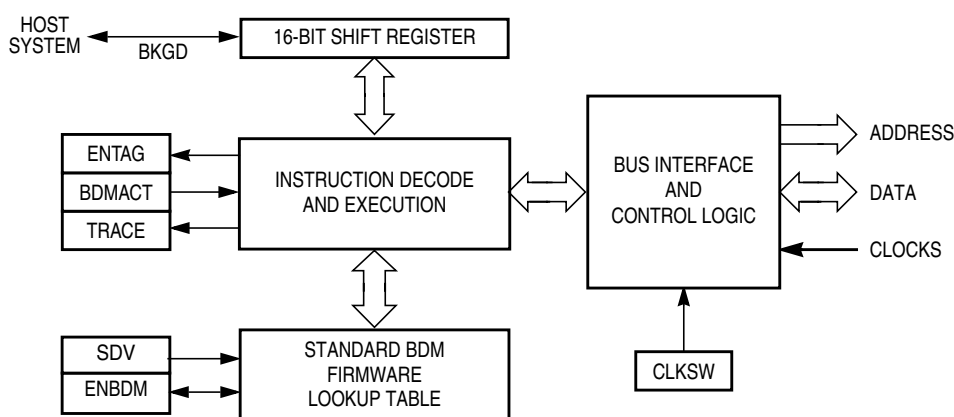 HOST
SYSTEM
BKGD
16-BIT SHIFT REGISTER
ENTAG
BDMACT
TRACE
INSTRUCTION DECODE
AND EXECUTION
BUS INTERFACE
AND
CONTROL LOGIC
ADDRESS
DATA
CLOCKS
SDV
ENBDM
STANDARD BDM
FIRMWARE
LOOKUP TABLE
CLKSW